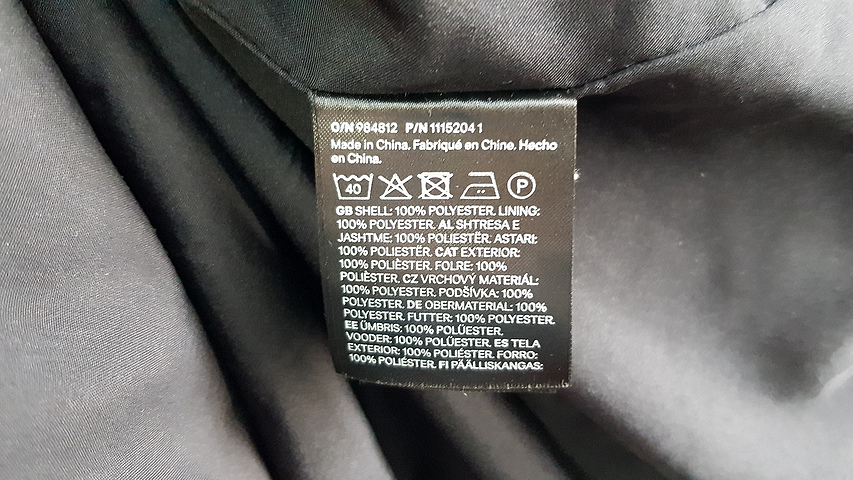 O/N 984812 P/N 1115204 1
Made in China. Fabriqué en Chine. Hecho
en China.
40 P
GB SHELL: 100% POLYESTER. LINING:
100% POLYESTER. AL SHTRESA E
JASHTME: 100% POLIESTËR. ASTARI:
100% POLIESTËR. CAT EXTERIOR:
100% POLIÈSTER. FOLRE: 100%
POLIÈSTER. CZ VRCHOVÝ MATERIÁL:
100% POLYESTER. PODŠÍVKA: 100%
POLYESTER. DE OBERMATERIAL: 100%
POLYESTER. FUTTER: 100% POLYESTER.
EE ÜMBRIS: 100% POLÜESTER.
VOODER: 100% POLÜESTER. ES TELA
EXTERIOR: 100% POLIÉSTER. FORRO:
100% POLIÉSTER. FI PÄÄLLISKANGAS: